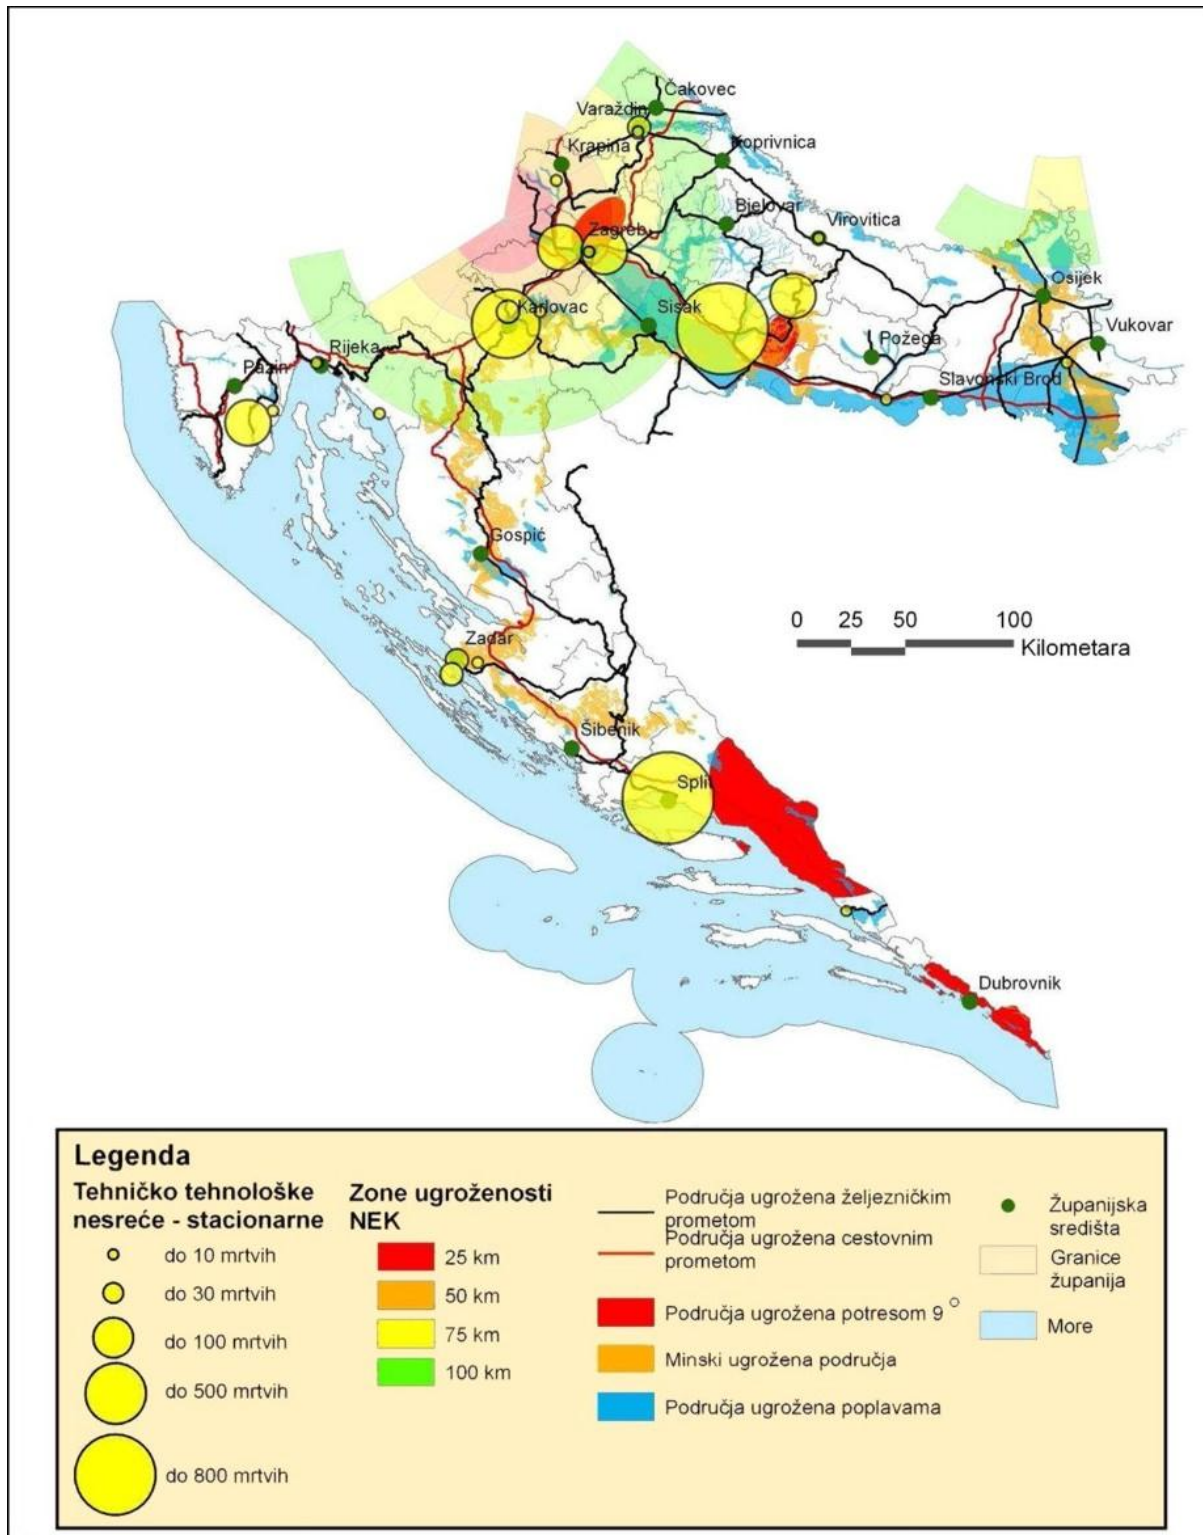 Čakovec
Varaždin
Krapina
Koprivnica
Bjelovar
Virovitica
Zagreb
Osijek
Karlovac
Sisak
Vukovar
Požega
Rijeka
Pazin
Slavonski Brod
Gospić
0 25 50 100
Kilometara
Zadar
Šibenik
Split
Dubrovnik
Legenda
Tehničko tehnološke
nesreće - stacionarne
do 10 mrtvih
do 30 mrtvih
do 100 mrtvih
do 500 mrtvih
do 800 mrtvih
Zone ugroženosti
NEK
25 km
50 km
75 km
100 km
Područja ugrožena željezničkim
prometom
Područja ugrožena cestovnim
prometom
Područja ugrožena potresom 9 °
Minski ugrožena područja
Područja ugrožena poplavama
Županijska
središta
Granice
županija
More